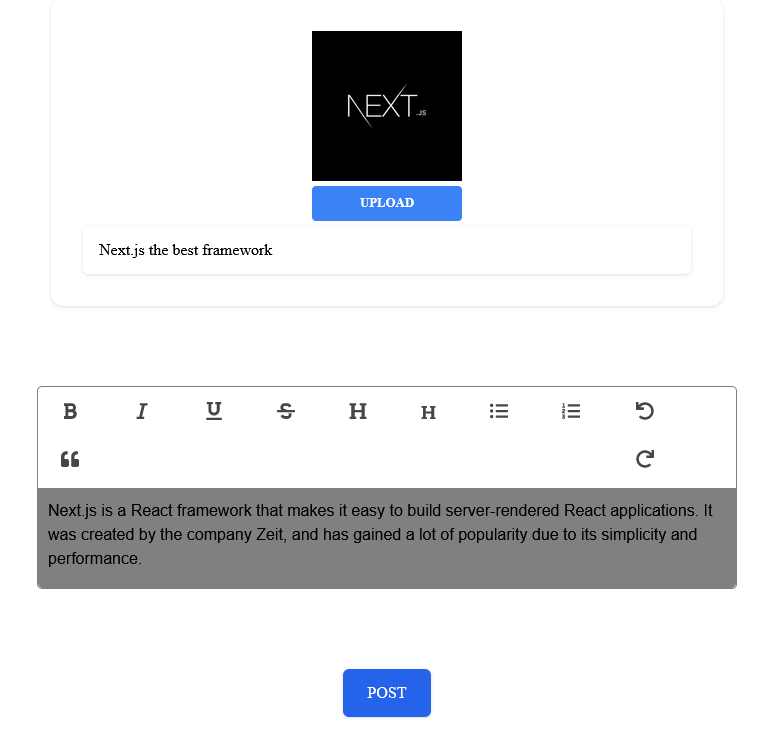 NEXT.JS
UPLOAD
Next.js the best framework
B I U S H H
Next.js is a React framework that makes it easy to build server-rendered React applications. It
was created by the company Zeit, and has gained a lot of popularity due to its simplicity and
performance.
POST